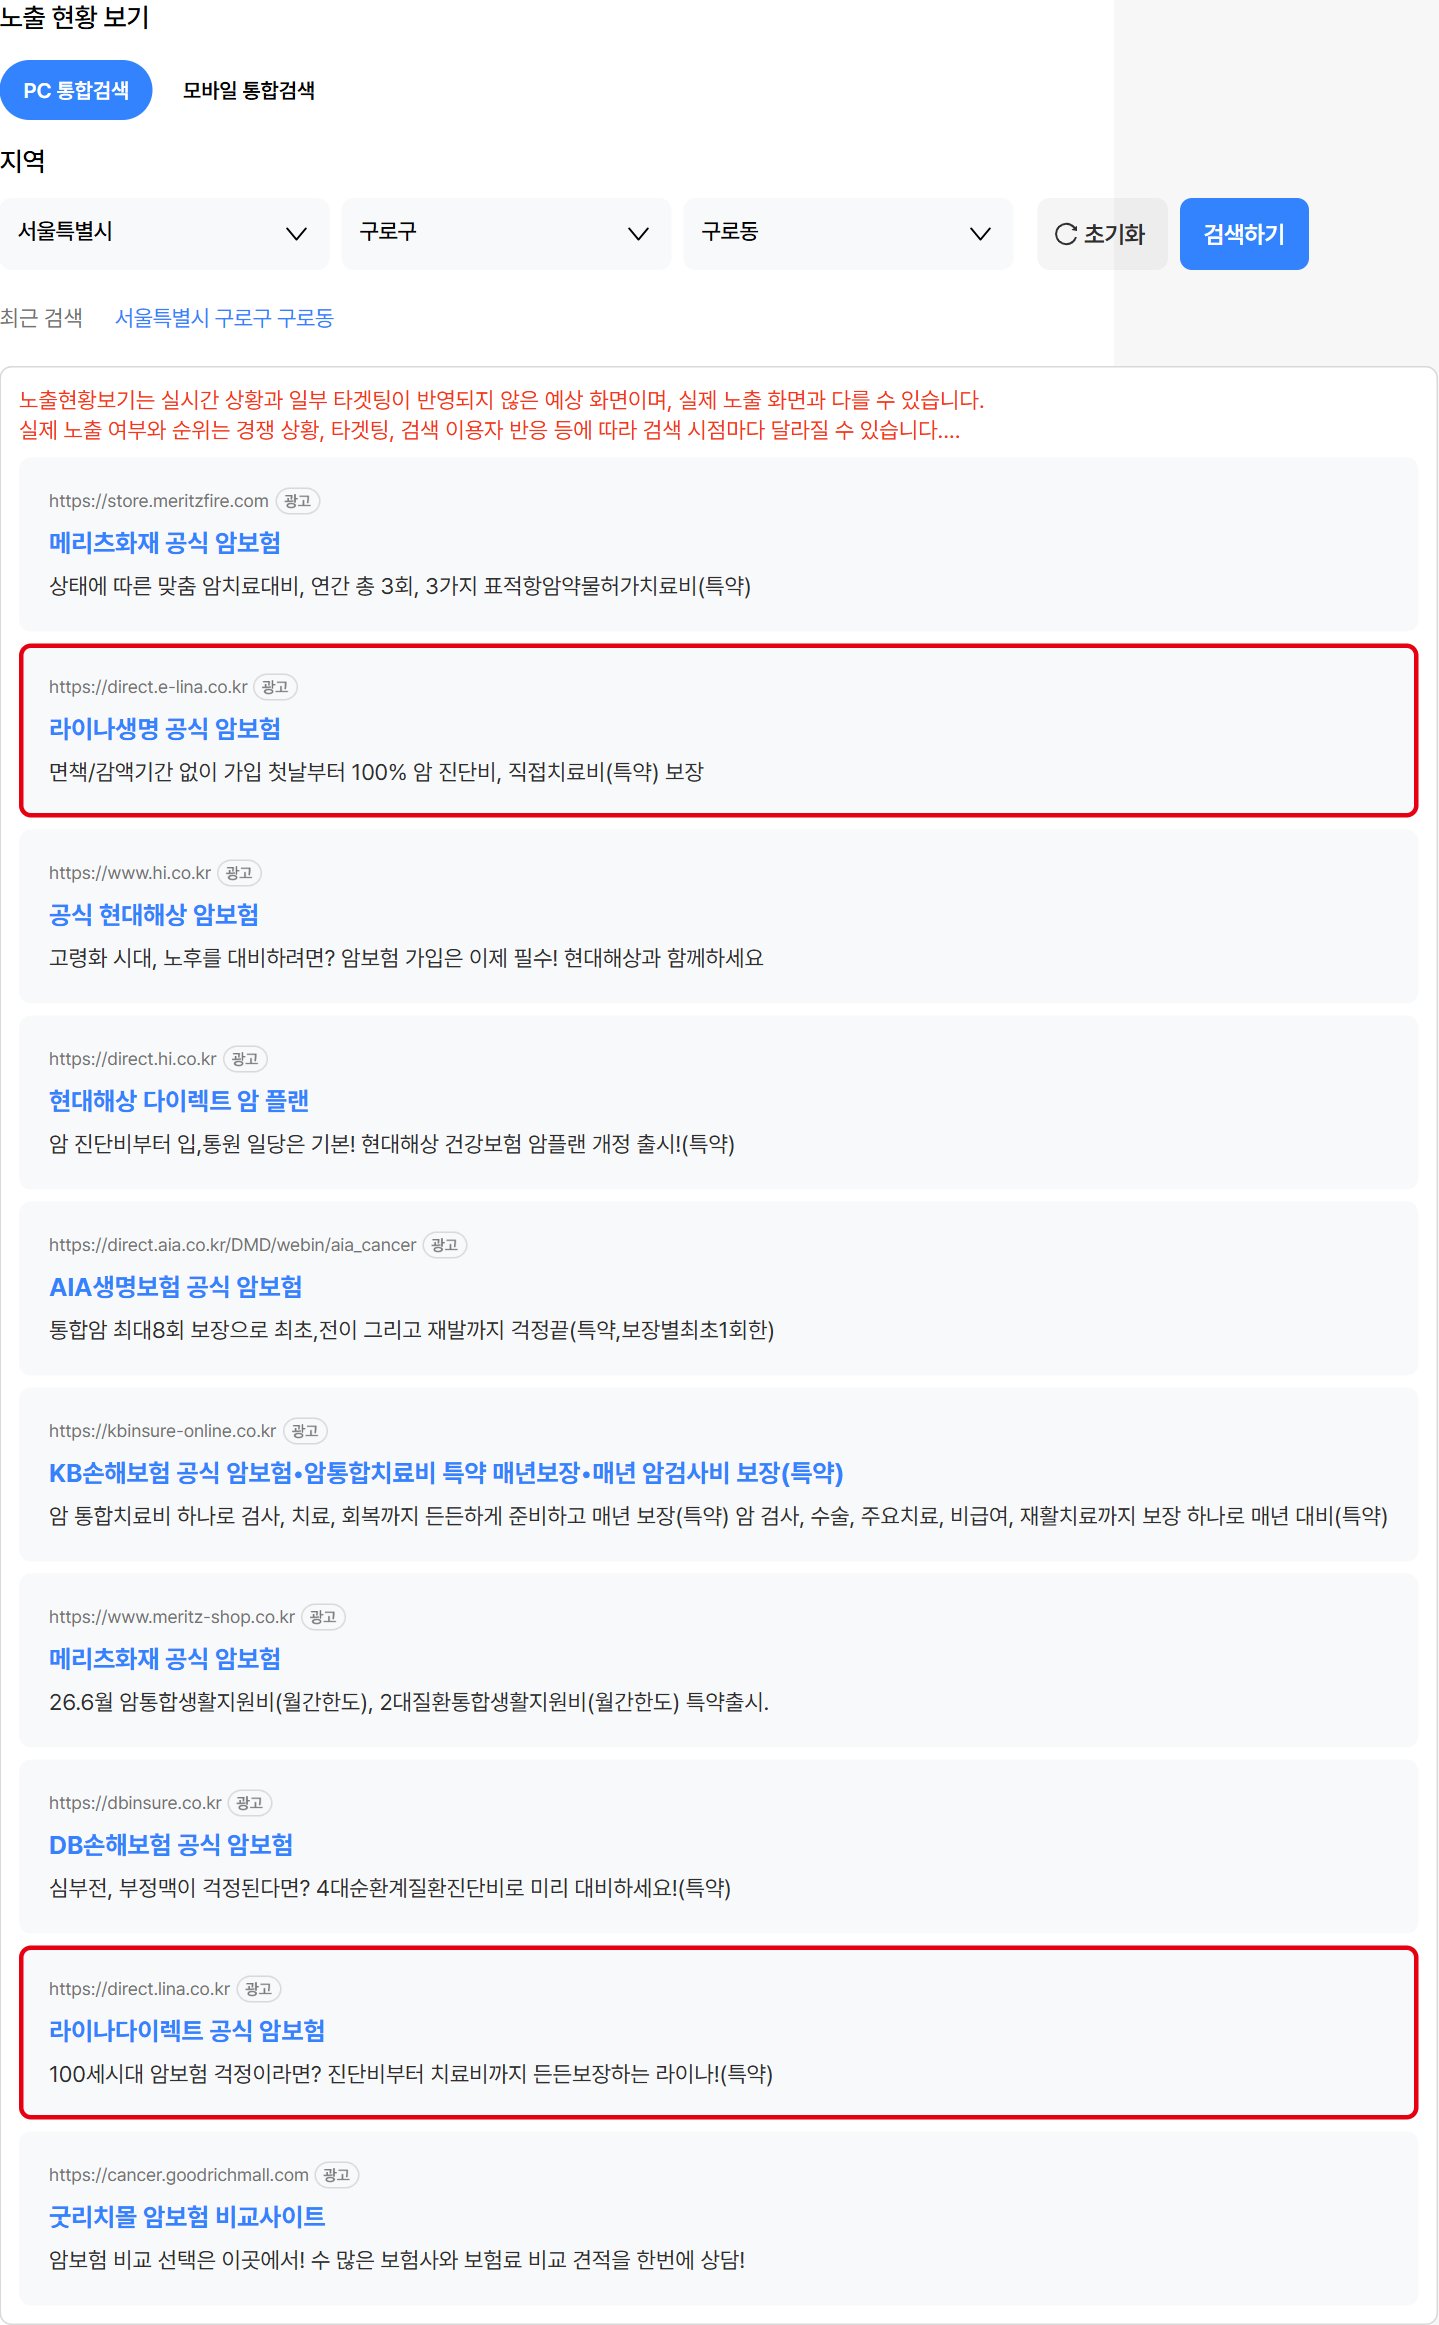 노출 현황 보기
PC 통합검색 모바일 통합검색
지역
서울특별시 구로구 구로동 초기화 검색하기
최근 검색 서울특별시 구로구 구로동
노출현황보기는 실시간 상황과 일부 타겟팅이 반영되지 않은 예상 화면이며, 실제 노출 화면과 다를 수 있습니다.
실제 노출 여부와 순위는 경쟁 상황, 타겟팅, 검색 이용자 반응 등에 따라 검색 시점마다 달라질 수 있습니다....
https://store.meritzfire.com 광고
메리츠화재 공식 암보험
상태에 따른 맞춤 암치료대비, 연간 총 3회, 3가지 표적항암약물허가치료비(특약)
https://direct.e-lina.co.kr 광고
라이나생명 공식 암보험
면책/감액기간 없이 가입 첫날부터 100% 암 진단비, 직접치료비(특약) 보장
https://www.hi.co.kr 광고
공식 현대해상 암보험
고령화 시대, 노후를 대비하려면? 암보험 가입은 이제 필수! 현대해상과 함께하세요
https://direct.hi.co.kr 광고
현대해상 다이렉트 암 플랜
암 진단비부터 입,통원 일당은 기본! 현대해상 건강보험 암플랜 개정 출시!(특약)
https://direct.aia.co.kr/DMD/webin/aia_cancer 광고
AIA생명보험 공식 암보험
통합암 최대8회 보장으로 최초,전이 그리고 재발까지 걱정끝(특약,보장별최초1회한)
https://kbinsure-online.co.kr 광고
KB손해보험 공식 암보험•암통합치료비 특약 매년보장•매년 암검사비 보장(특약)
암 통합치료비 하나로 검사, 치료, 회복까지 든든하게 준비하고 매년 보장(특약) 암 검사, 수술, 주요치료, 비급여, 재활치료까지 보장 하나로 매년 대비(특약)
https://www.meritz-shop.co.kr 광고
메리츠화재 공식 암보험
26.6월 암통합생활지원비(월간한도), 2대질환통합생활지원비(월간한도) 특약출시.
https://dbinsure.co.kr 광고
DB손해보험 공식 암보험
심부전, 부정맥이 걱정된다면? 4대순환계질환진단비로 미리 대비하세요!(특약)
https://direct.lina.co.kr 광고
라이나다이렉트 공식 암보험
100세시대 암보험 걱정이라면? 진단비부터 치료비까지 든든보장하는 라이나!(특약)
https://cancer.goodrichmall.com 광고
굿리치몰 암보험 비교사이트
암보험 비교 선택은 이곳에서! 수 많은 보험사와 보험료 비교 견적을 한번에 상담!